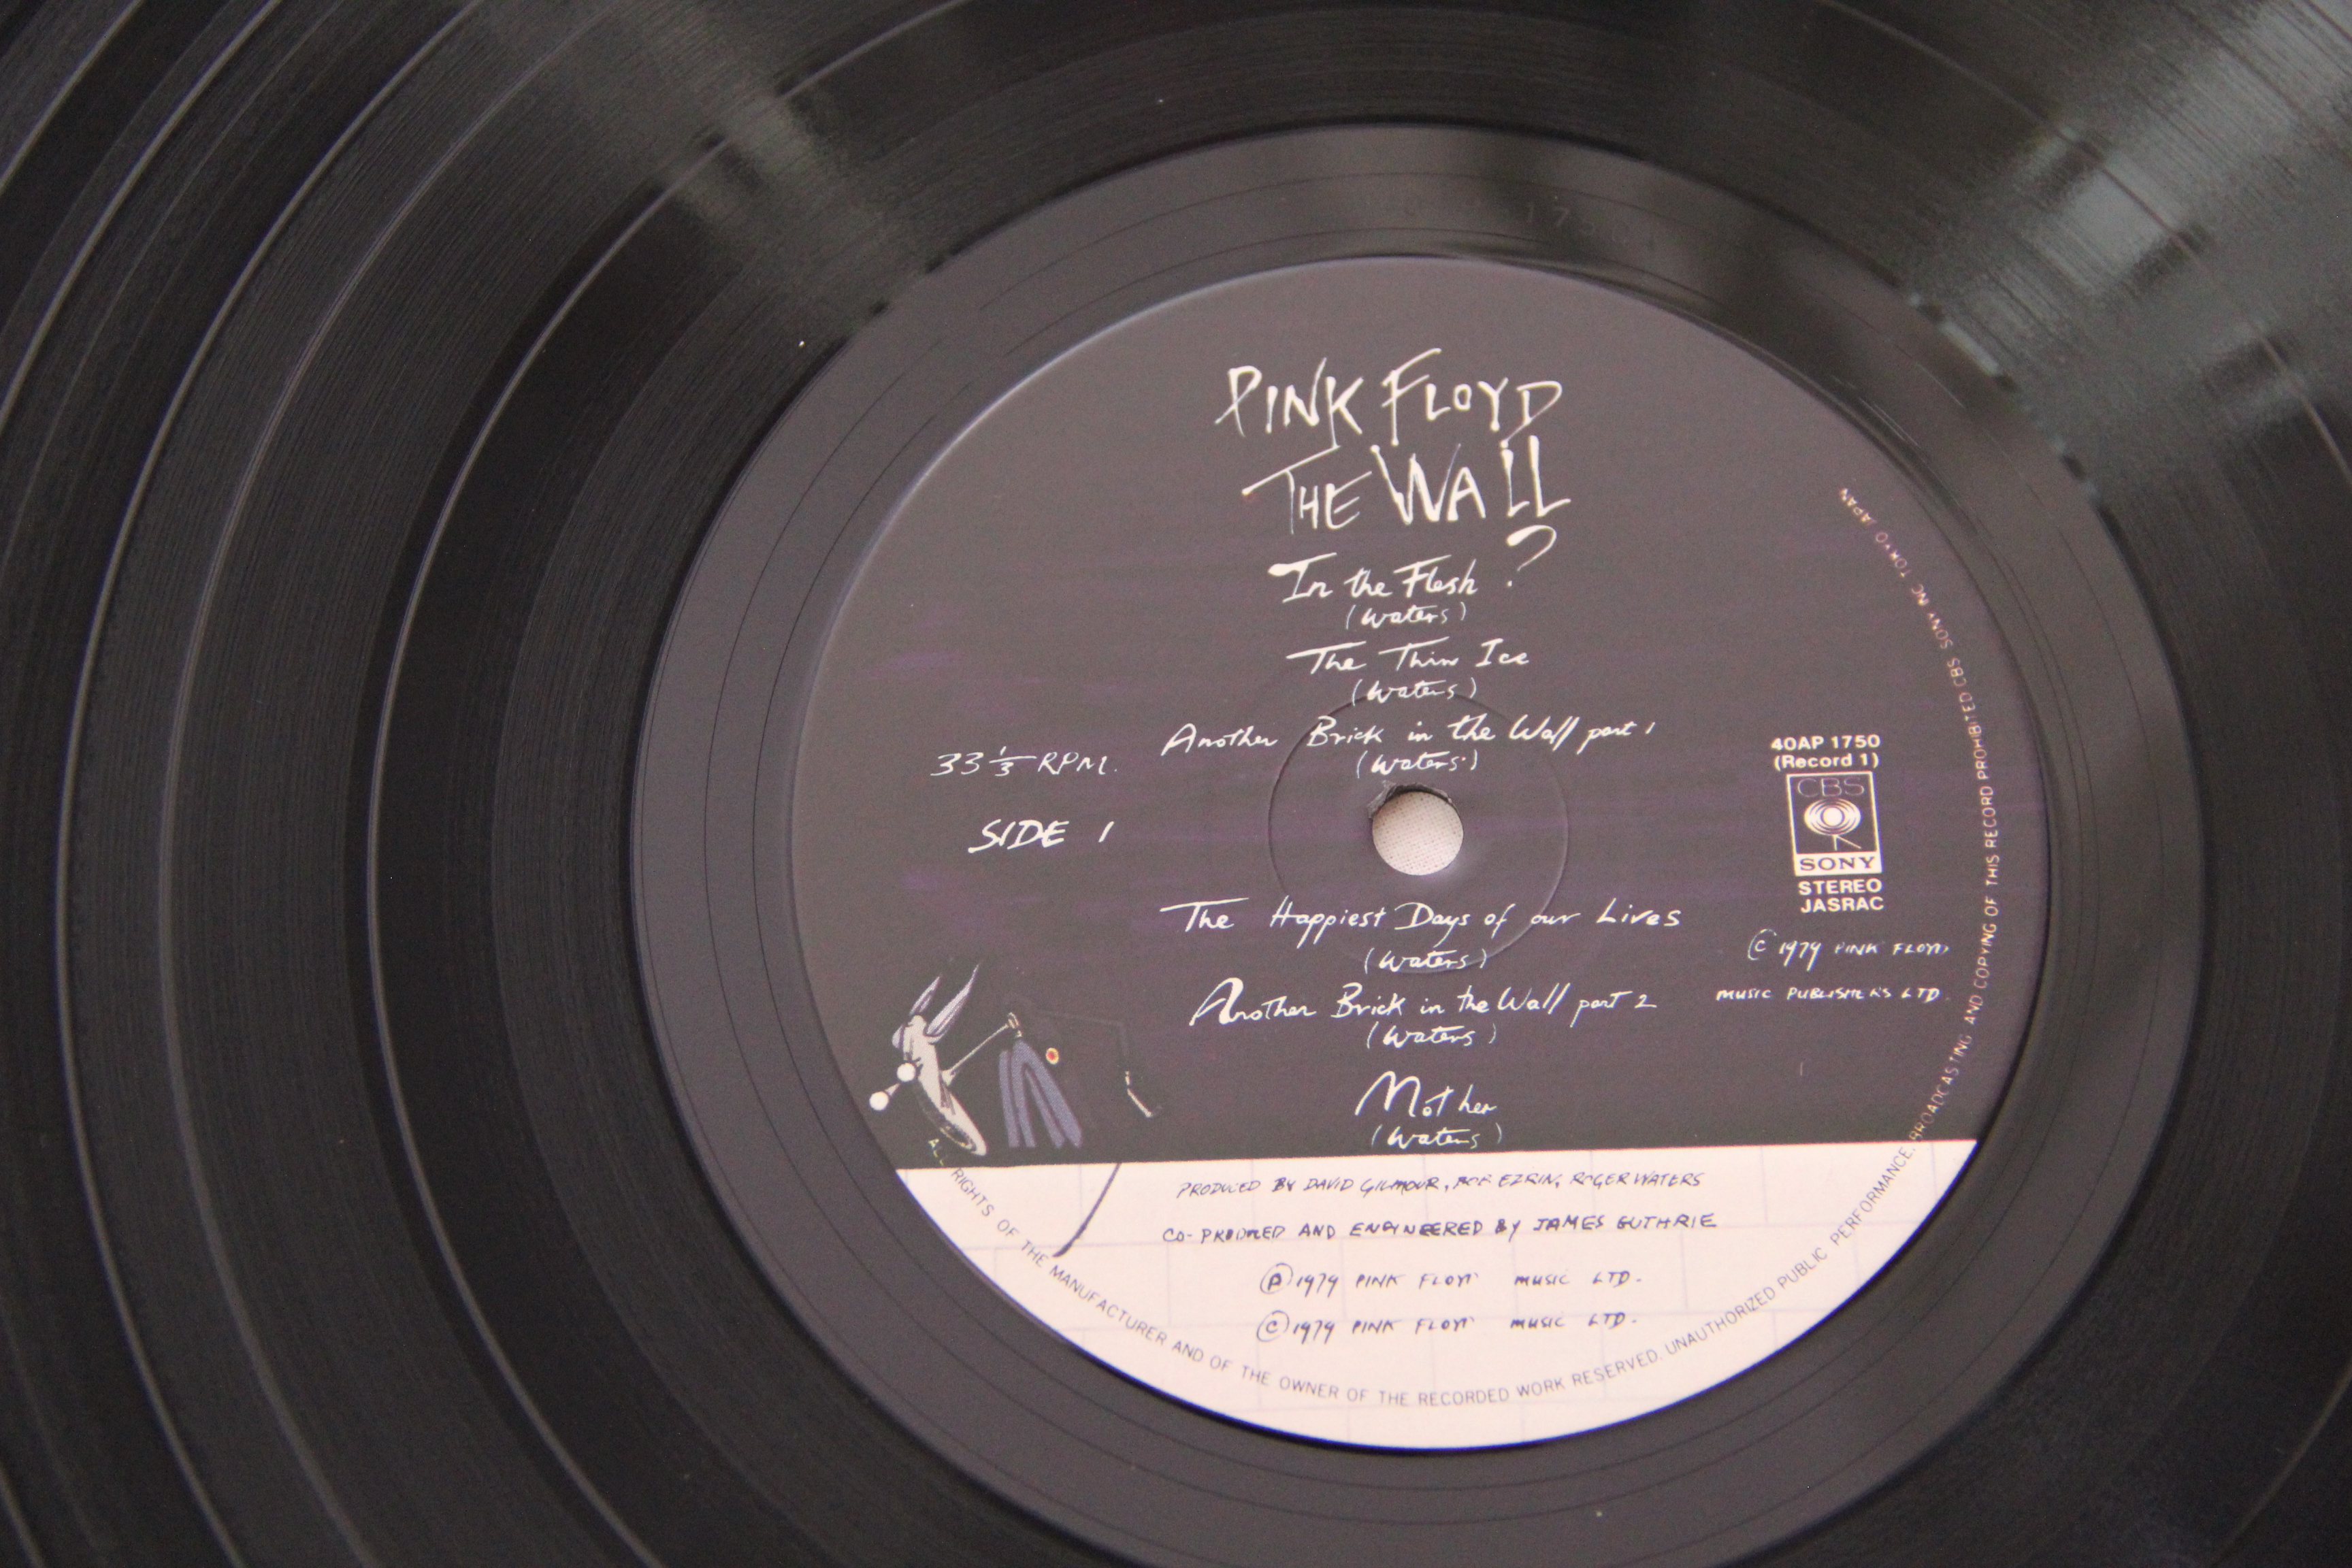 PINK FLOYD
THE WALL
In the Flesh ?
(Waters)
The Thin Ice
(Waters)
Another Brick in the Wall part 1
(Waters)
33 1/3 RPM.
SIDE 1
40AP 1750
(Record 1)
CBS
SONY
STEREO
JASRAC
The Happiest Days of our Lives
(Waters)
© 1979 PINK FLOYD
MUSIC PUBLISHERS LTD.
Another Brick in the Wall part 2
(Waters)
Mother
(Waters)
PRODUCED BY DAVID GILMOUR, BOB EZRIN, ROGER WATERS
CO-PRODUCED AND ENGINEERED BY JAMES GUTHRIE
℗ 1979 PINK FLOYD MUSIC LTD.
© 1979 PINK FLOYD MUSIC LTD.
ALL RIGHTS OF THE MANUFACTURER AND OF THE OWNER OF THE RECORDED WORK RESERVED. UNAUTHORIZED PUBLIC PERFORMANCE. BROADCASTING AND COPYING OF THIS RECORD PROHIBITED CBS SONY INC. TOKYO JAPAN